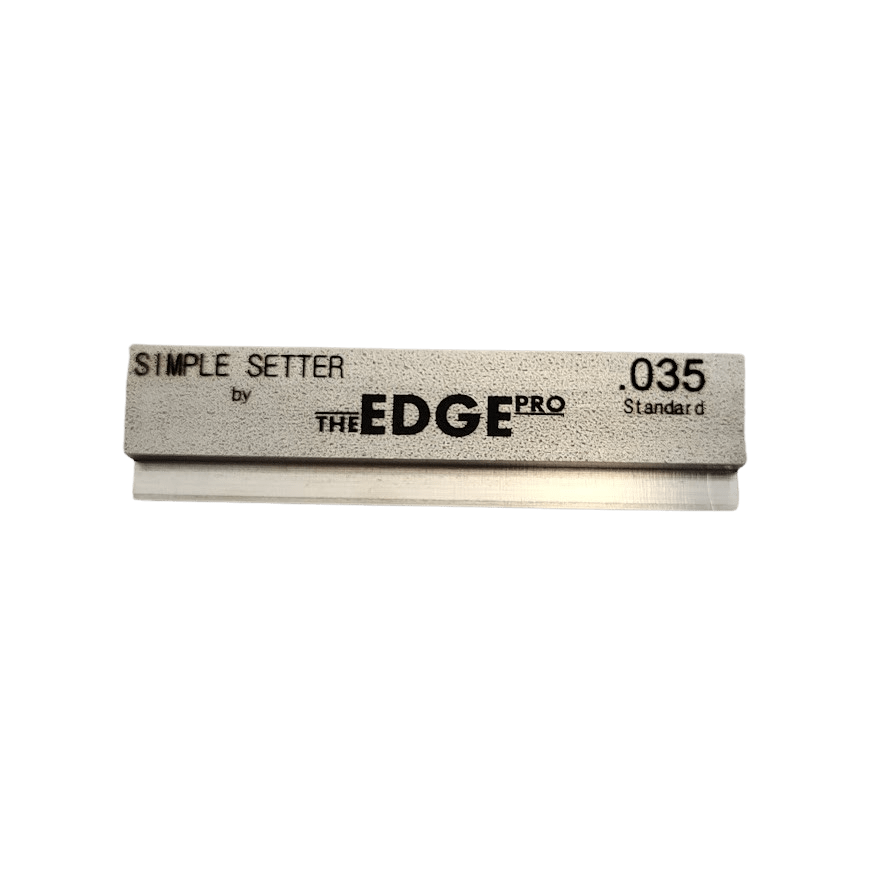 SIMPLE SETTER
by
THE EDGE PRO
.035
Standard